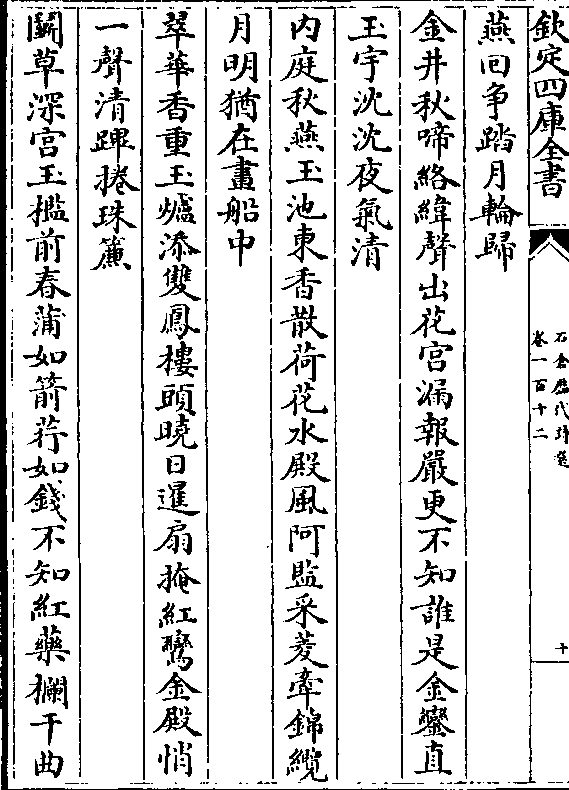 欽定四庫全書
石倉歷代詩選
卷一百十二
十
燕回争踏月輪歸
金井秋啼絡緯聲出花宫漏報嚴更不知誰是金鑾直
玉宇沈沈夜氣清
内庭秋燕玉池東香散荷花水殿風阿監采菱牽錦纜
月明猶在畫船中
翠華香重玉爐添雙鳳樓頭曉日暹扇掩紅鸞金殿悄
一聲清蹕捲珠簾
鬭草深宫玉檻前春蒲如箭荇如錢不知紅藥欄干曲